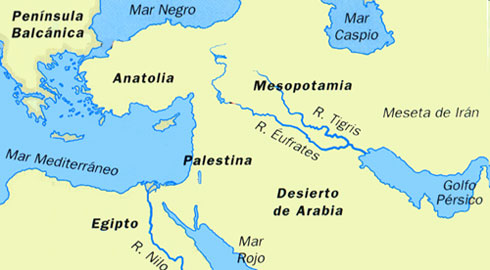 Península
Balcánica
Mar Negro
Mar
Caspio
Anatolia
Mesopotamia
R. Tigris
Meseta de Irán
R. Éufrates
Mar Mediterráneo
Palestina
Desierto
de Arabia
Golfo
Pérsico
Egipto
R. Nilo
Mar
Rojo